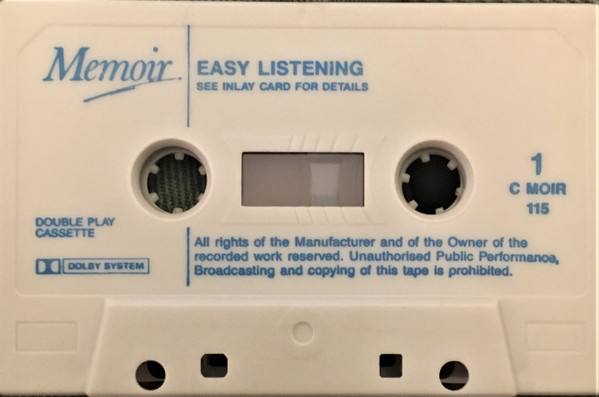 Memoir
EASY LISTENING
SEE INLAY CARD FOR DETAILS
1
C MOIR
115
DOUBLE PLAY
CASSETTE
DOLBY SYSTEM
All rights of the Manufacturer and of the Owner of the
recorded work reserved. Unauthorised Public Performance,
Broadcasting and copying of this tape is prohibited.